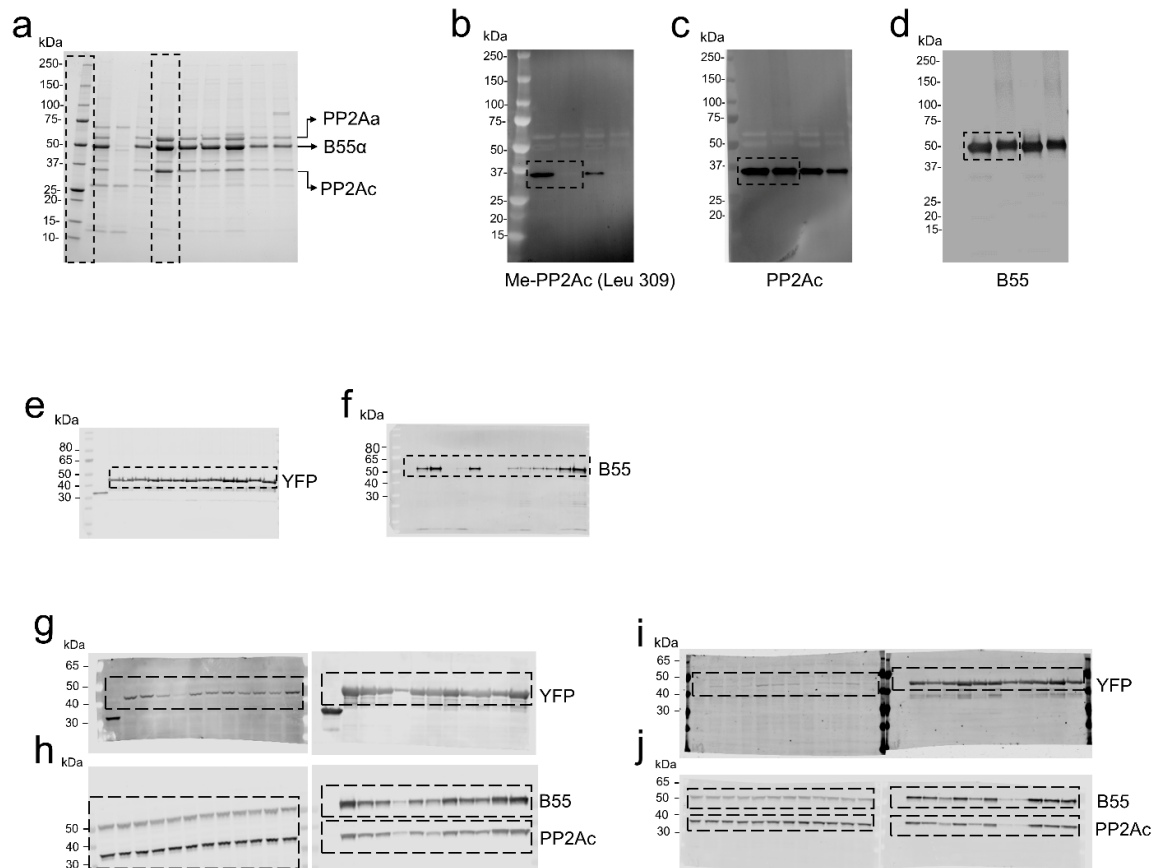 a
kDa
250-
150-
100-
75-
50-
37-
25-
20-
15-
10-
PP2Aa
B55α
PP2Ac
b
kDa
250-
150-
100-
75-
50-
37-
25-
20-
15-
Me-PP2Ac (Leu 309)
c
kDa
250-
150-
100-
75-
50-
37-
25-
20-
PP2Ac
d
kDa
250-
150-
100-
75-
50-
37-
25-
20-
15-
B55
e
kDa
80 -
65 -
50 -
40 -
30 -
YFP
f
kDa
80 -
65 -
50 -
40 -
30 -
B55
g
kDa
65 -
50 -
40 -
30 -
YFP
h
50 -
40 -
30 -
B55
PP2Ac
i
kDa
65 -
50 -
40 -
30 -
YFP
j
65 -
50 -
40 -
30 -
B55
PP2Ac